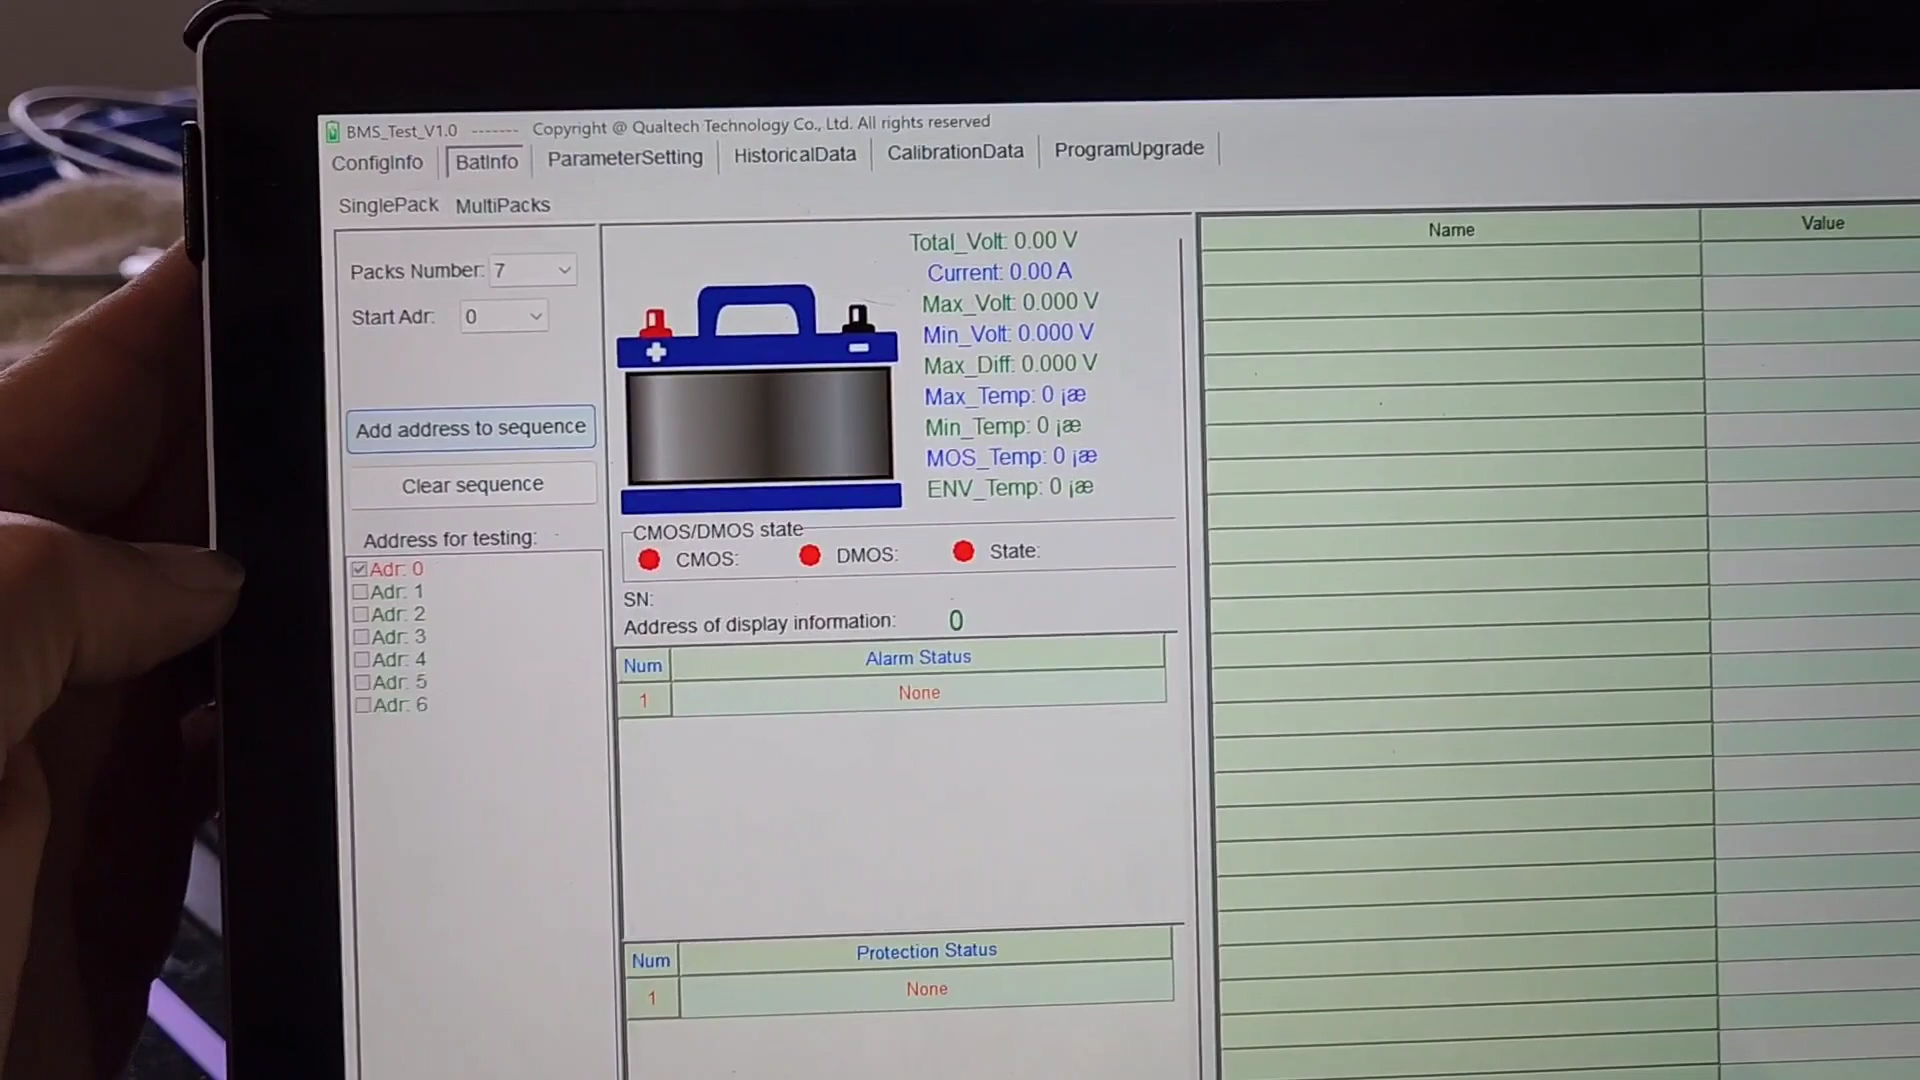 BMS_Test_V1.0 ------- Copyright @ Qualtech Technology Co., Ltd. All rights reserved
ConfigInfo BatInfo ParameterSetting HistoricalData CalibrationData ProgramUpgrade
SinglePack MultiPacks
Packs Number: 7
Start Adr: 0
Add address to sequence
Clear sequence
Address for testing:
Adr: 0
Adr: 1
Adr: 2
Adr: 3
Adr: 4
Adr: 5
Adr: 6
Total_Volt: 0.00 V
Current: 0.00 A
Max_Volt: 0.000 V
Min_Volt: 0.000 V
Max_Diff: 0.000 V
Max_Temp: 0 ¡æ
Min_Temp: 0 ¡æ
MOS_Temp: 0 ¡æ
ENV_Temp: 0 ¡æ
CMOS/DMOS state
CMOS: DMOS: State:
SN:
Address of display information: 0
Num Alarm Status
1 None
Num Protection Status
1 None
Name Value